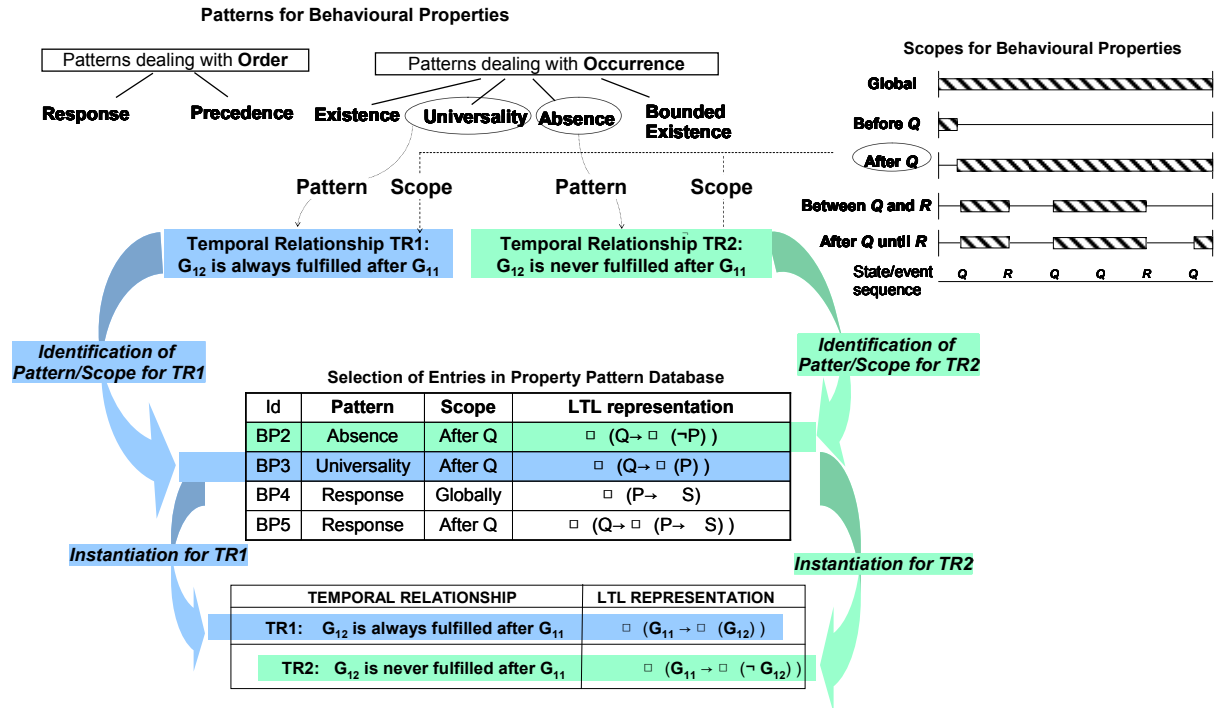 Patterns for Behavioural Properties
Patterns dealing with Order
Patterns dealing with Occurrence
Response
Precedence
Existence
Universality
Absence
Bounded
Existence
Scopes for Behavioural Properties
Global
Before Q
After Q
Between Q and R
After Q until R
State/event
sequence
Q R Q Q R Q
Pattern
Scope
Pattern
Scope
Temporal Relationship TR1:
G12 is always fulfilled after G11
Temporal Relationship TR2:
G12 is never fulfilled after G11
Identification of
Pattern/Scope for TR1
Identification of
Patter/Scope for TR2
Selection of Entries in Property Pattern Database
Id Pattern Scope LTL representation
BP2 Absence After Q □ (Q→ □ (¬P) )
BP3 Universality After Q □ (Q→ □ (P) )
BP4 Response Globally □ (P→ S)
BP5 Response After Q □ (Q→ □ (P→ S) )
Instantiation for TR1
Instantiation for TR2
TEMPORAL RELATIONSHIP LTL REPRESENTATION
TR1: G12 is always fulfilled after G11 □ (G11 → □ (G12) )
TR2: G12 is never fulfilled after G11 □ (G11 → □ (¬ G12) )